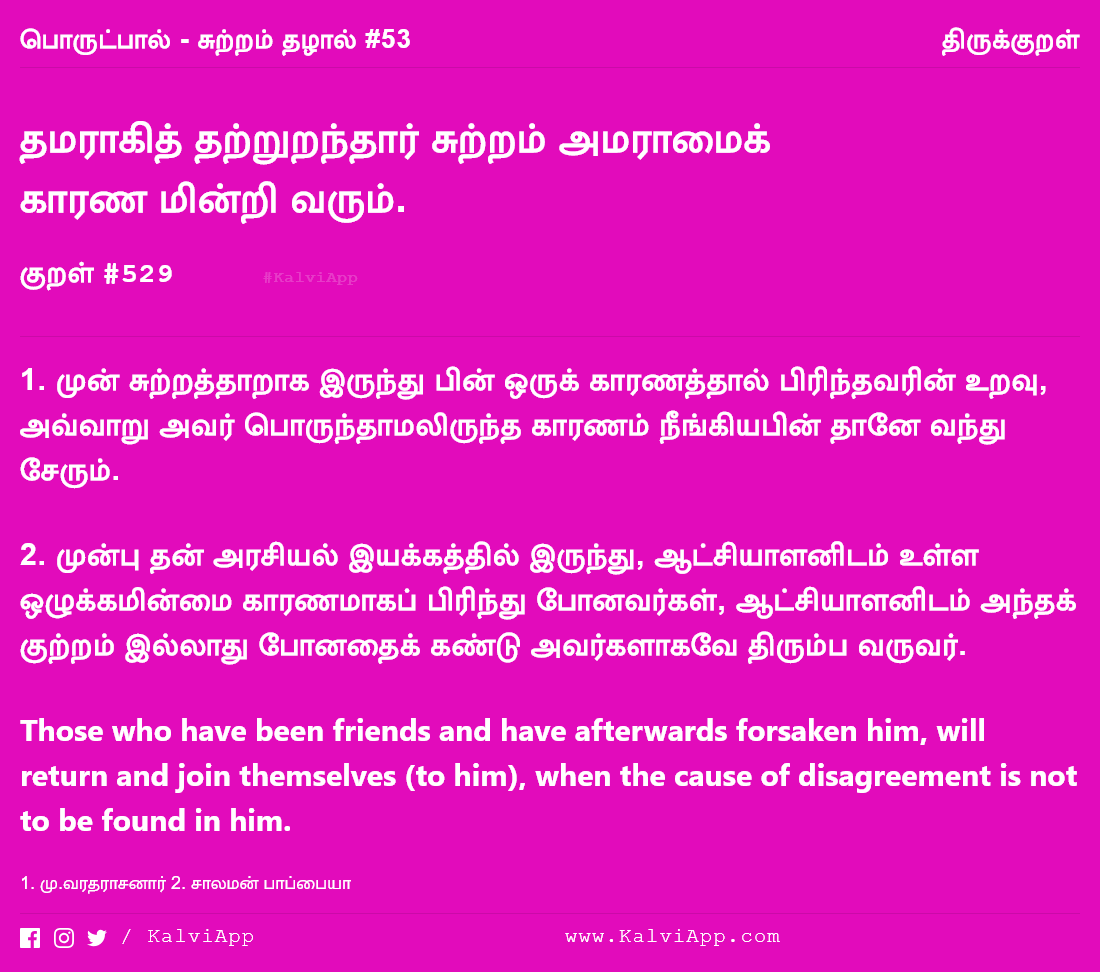 பொருட்பால் - சுற்றம் தழால் #53
திருக்குறள்
தமராகித் தற்றுறந்தார் சுற்றம் அமராமைக்
காரண மின்றி வரும்.
குறள் #529
#KalviApp
1. முன் சுற்றத்தாறாக இருந்து பின் ஒருக் காரணத்தால் பிரிந்தவரின் உறவு,
அவ்வாறு அவர் பொருந்தாமலிருந்த காரணம் நீங்கியபின் தானே வந்து
சேரும்.
2. முன்பு தன் அரசியல் இயக்கத்தில் இருந்து, ஆட்சியாளனிடம் உள்ள
ஒழுக்கமின்மை காரணமாகப் பிரிந்து போனவர்கள், ஆட்சியாளனிடம் அந்தக்
குற்றம் இல்லாது போனதைக் கண்டு அவர்களாகவே திரும்ப வருவர்.
Those who have been friends and have afterwards forsaken him, will
return and join themselves (to him), when the cause of disagreement is not
to be found in him.
1. மு.வரதராசனார் 2. சாலமன் பாப்பையா
/ KalviApp
www.KalviApp.com